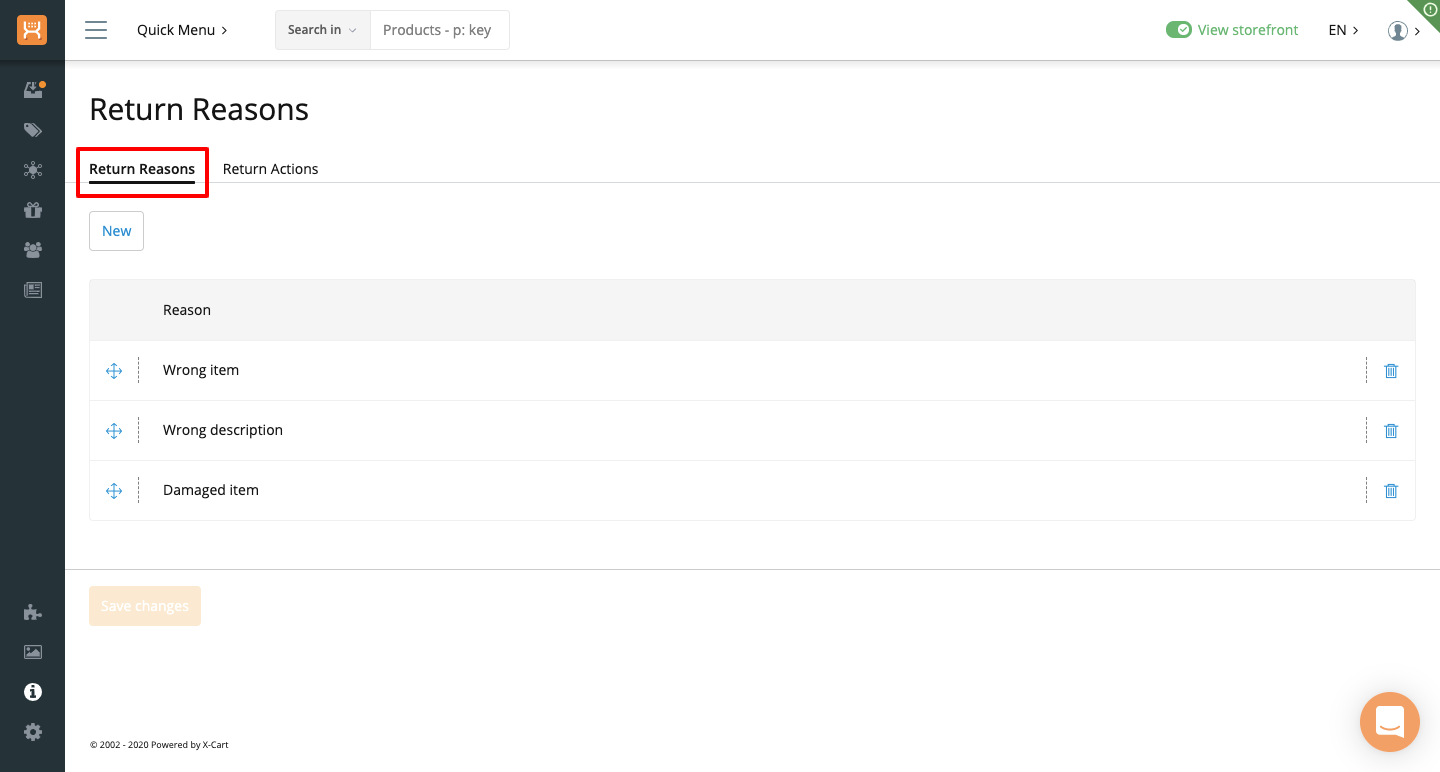 Quick Menu
Search in
Products - p: key
View storefront
EN
Return Reasons
Return Reasons
Return Actions
New
Reason
Wrong item
Wrong description
Damaged item
Save changes
© 2002 - 2020 Powered by X-Cart